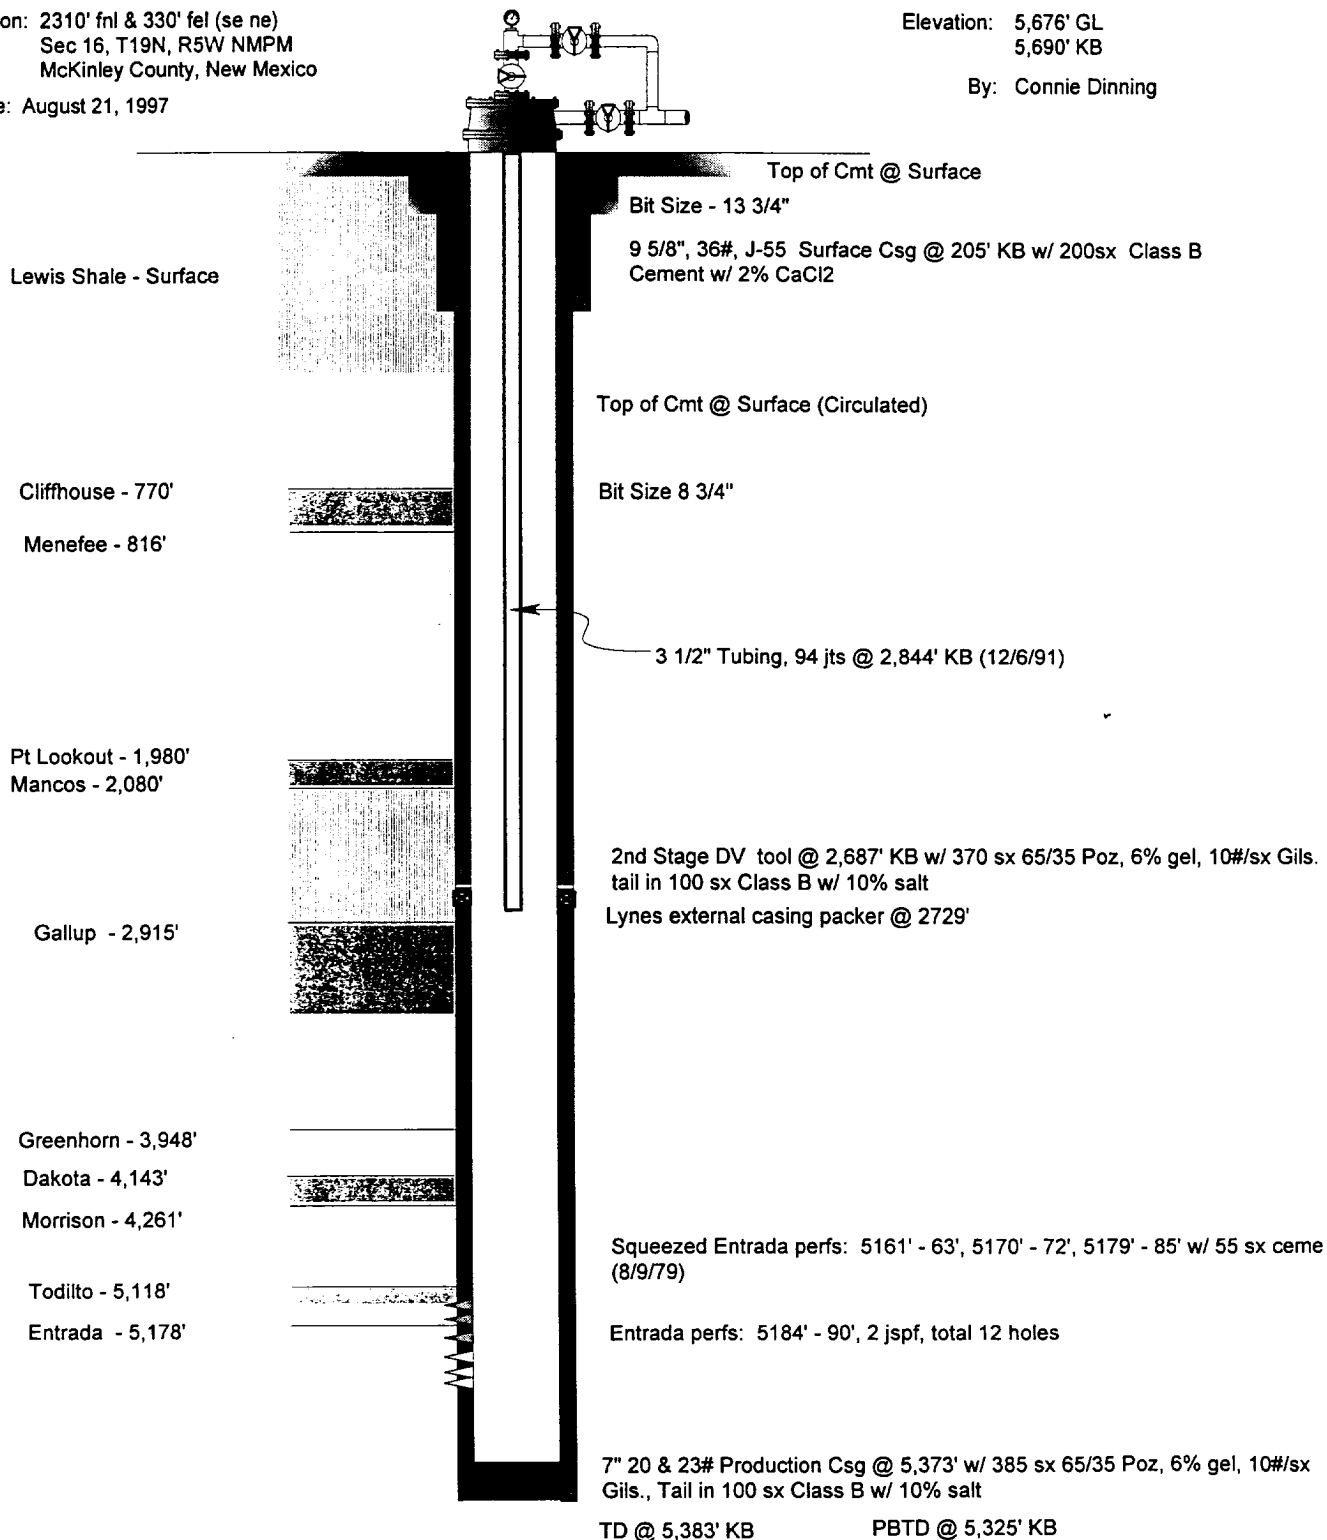 on: 2310' fnl & 330' fel (se ne)
Sec 16, T19N, R5W NMPM
McKinley County, New Mexico
e: August 21, 1997
Elevation: 5,676' GL
5,690' KB
By: Connie Dinning
Top of Cmt @ Surface
Bit Size - 13 3/4"
9 5/8", 36#, J-55 Surface Csg @ 205' KB w/ 200sx Class B
Cement w/ 2% CaCl2
Lewis Shale - Surface
Top of Cmt @ Surface (Circulated)
Cliffhouse - 770'
Bit Size 8 3/4"
Menefee - 816'
3 1/2" Tubing, 94 jts @ 2,844' KB (12/6/91)
Pt Lookout - 1,980'
Mancos - 2,080'
2nd Stage DV tool @ 2,687' KB w/ 370 sx 65/35 Poz, 6% gel, 10#/sx Gils.
tail in 100 sx Class B w/ 10% salt
Lynes external casing packer @ 2729'
Gallup - 2,915'
Greenhorn - 3,948'
Dakota - 4,143'
Morrison - 4,261'
Squeezed Entrada perfs: 5161' - 63', 5170' - 72', 5179' - 85' w/ 55 sx ceme
(8/9/79)
Todilto - 5,118'
Entrada - 5,178'
Entrada perfs: 5184' - 90', 2 jspf, total 12 holes
7" 20 & 23# Production Csg @ 5,373' w/ 385 sx 65/35 Poz, 6% gel, 10#/sx
Gils., Tail in 100 sx Class B w/ 10% salt
TD @ 5,383' KB
PBTD @ 5,325' KB